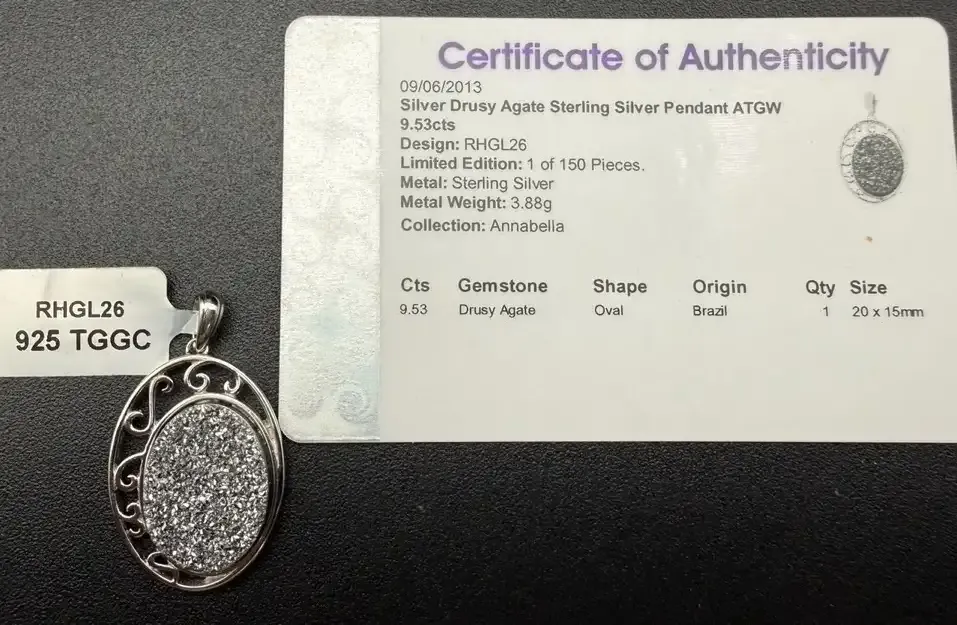 Certificate of Authenticity
09/06/2013
Silver Drusy Agate Sterling Silver Pendant ATGW
9.53cts
Design: RHGL26
Limited Edition: 1 of 150 Pieces.
Metal: Sterling Silver
Metal Weight: 3.88g
Collection: Annabella
Cts Gemstone Shape Origin Qty Size
9.53 Drusy Agate Oval Brazil 1 20 x 15mm
RHGL26
925 TGGC